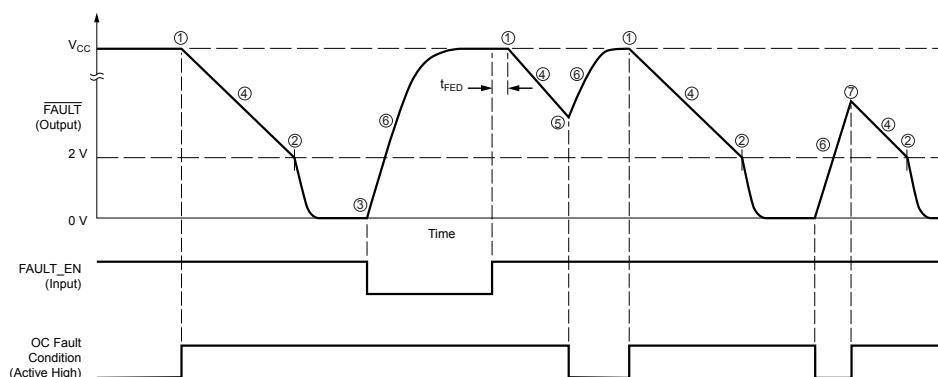 ① ① ① ⑦
V_CC
④ ④ ⑥ ④ ④
t_FED
FAULT
(Output)
⑥ ⑤ ⑥
② ② ②
2 V
③
0 V
Time
FAULT_EN
(Input)
OC Fault
Condition
(Active High)